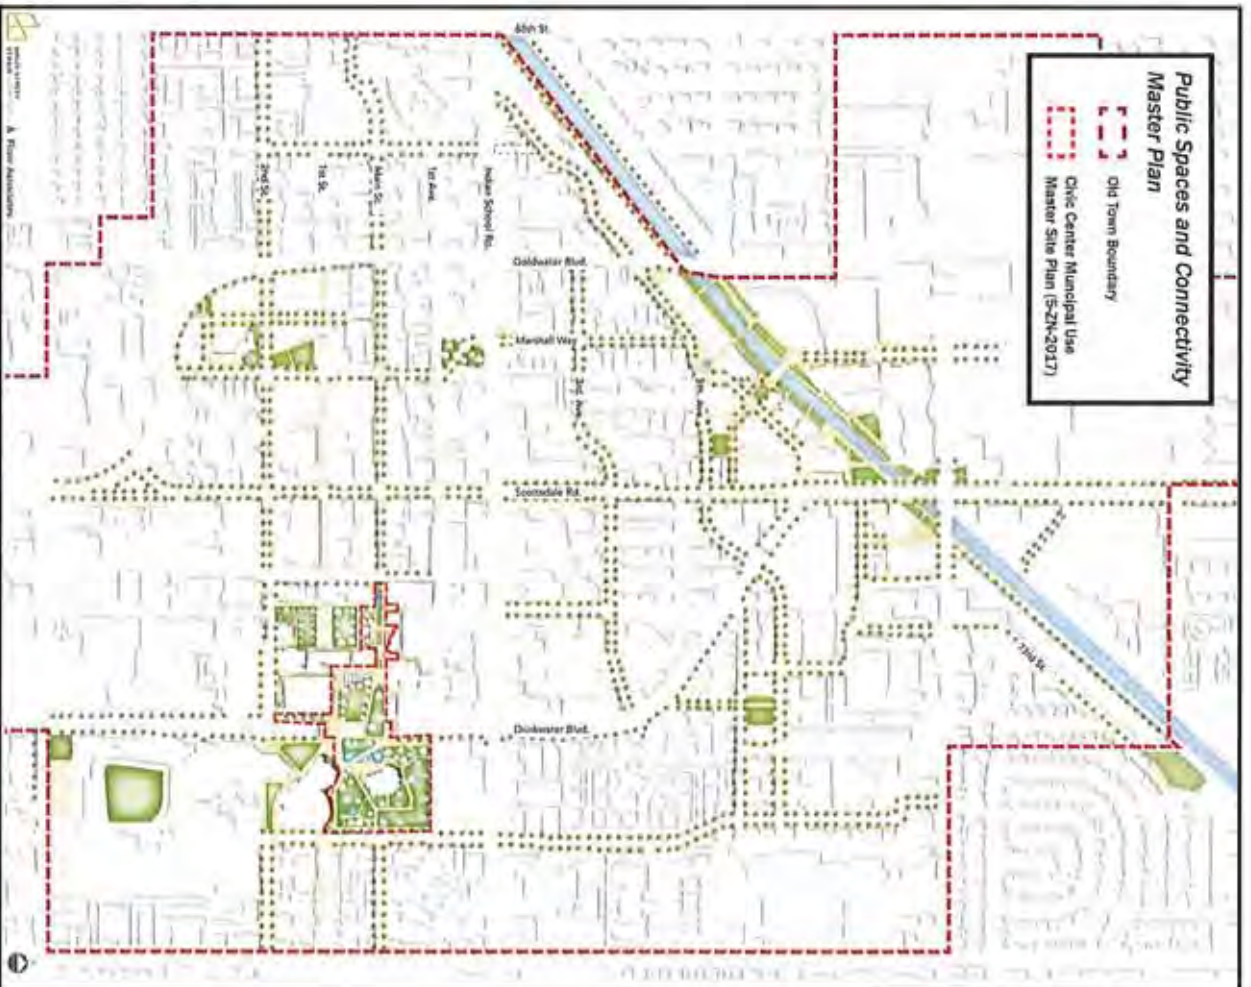 Public Spaces and Connectivity
Master Plan
Old Town Boundary
Civic Center Municipal Use
Master Site Plan (5-ZN-2017)
68th St.
2nd St.
1st St.
Main St.
1st Ave.
Indian School Rd.
Goldwater Blvd.
Marshall Way
3rd. Ave.
5th. Ave.
Scottsdale Rd.
73rd St.
Drinkwater Blvd.